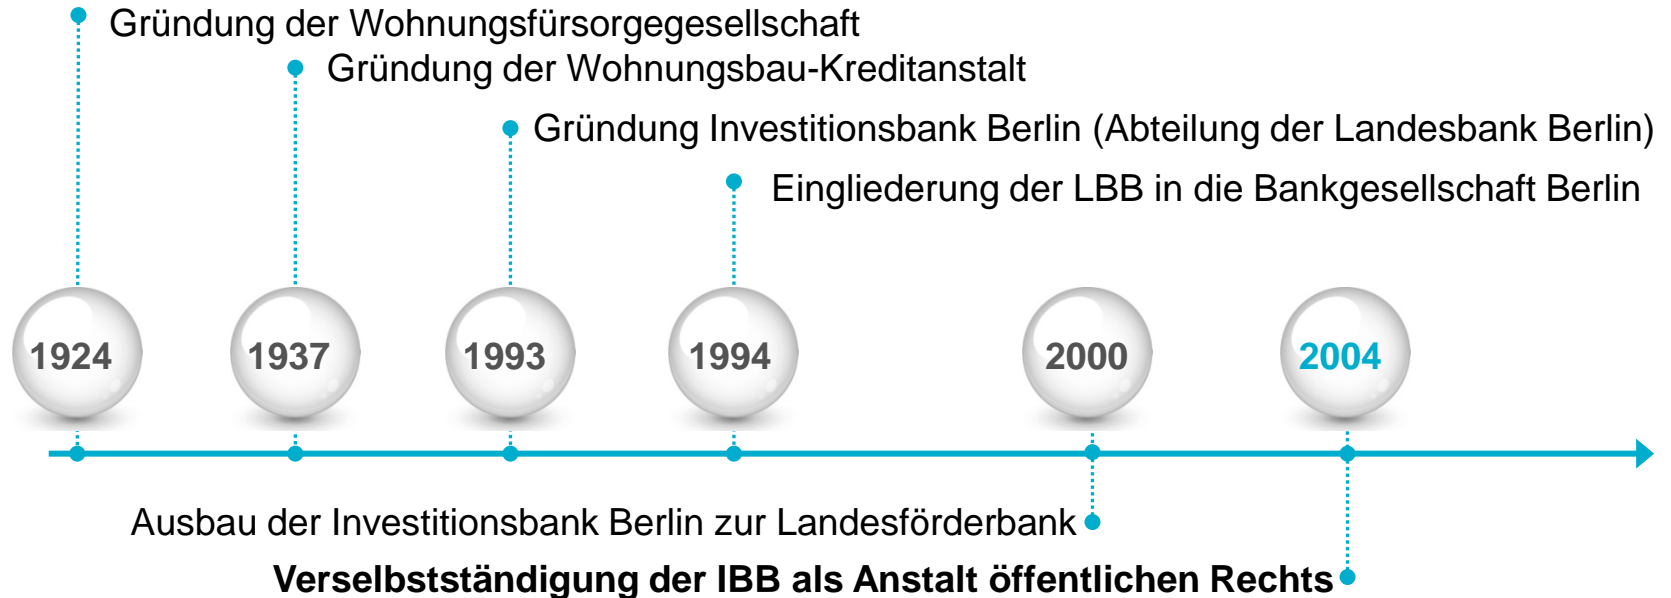 Gründung der Wohnungsfürsorgegesellschaft
Gründung der Wohnungsbau-Kreditanstalt
Gründung Investitionsbank Berlin (Abteilung der Landesbank Berlin)
Eingliederung der LBB in die Bankgesellschaft Berlin
1924 1937 1993 1994 2000 2004
Ausbau der Investitionsbank Berlin zur Landesförderbank
Verselbstständigung der IBB als Anstalt öffentlichen Rechts